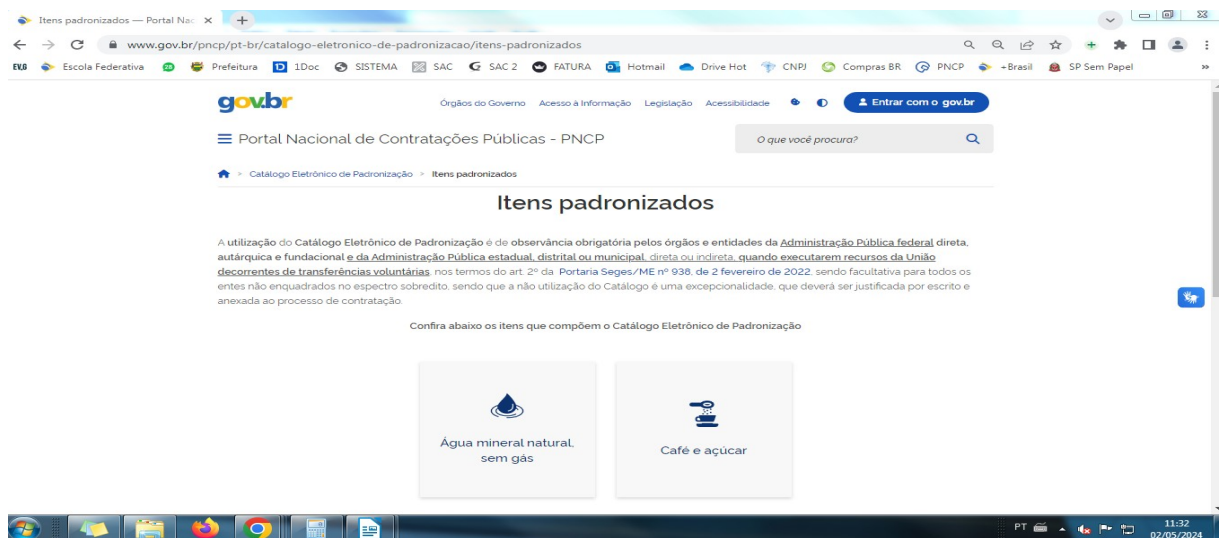 Itens padronizados — Portal Nac
www.gov.br/pncp/pt-br/catalogo-eletronico-de-padronizacao/itens-padronizados
EV.G Escola Federativa Prefeitura 1Doc SISTEMA SAC SAC 2 FATURA Hotmail Drive Hot CNPJ Compras BR PNCP +Brasil SP Sem Papel »
gov.br Órgãos do Governo Acesso à Informação Legislação Acessibilidade Entrar com o gov.br
Portal Nacional de Contratações Públicas - PNCP O que você procura?
> Catálogo Eletrônico de Padronização > Itens padronizados
Itens padronizados
A utilização do Catálogo Eletrônico de Padronização é de observância obrigatória pelos órgãos e entidades da Administração Pública federal direta,
autárquica e fundacional e da Administração Pública estadual, distrital ou municipal, direta ou indireta, quando executarem recursos da União
decorrentes de transferências voluntárias, nos termos do art. 2º da Portaria Seges/ME nº 938, de 2 fevereiro de 2022, sendo facultativa para todos os
entes não enquadrados no espectro sobredito, sendo que a não utilização do Catálogo é uma excepcionalidade, que deverá ser justificada por escrito e
anexada ao processo de contratação.
Confira abaixo os itens que compõem o Catálogo Eletrônico de Padronização
Água mineral natural,
sem gás
Café e açúcar
PT 11:32
02/05/2024